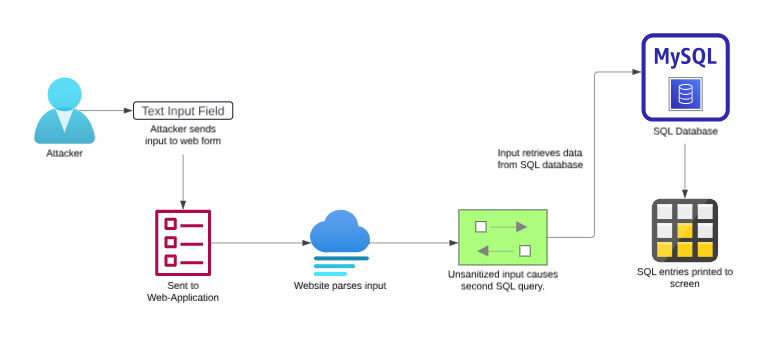 MySQL
Text Input Field
Attacker sends
input to web form
SQL Database
Attacker
Input retrieves data
from SQL database
Unsanitized input causes
second SQL query.
SQL entries printed to
screen
Sent to
Web-Application
Website parses input